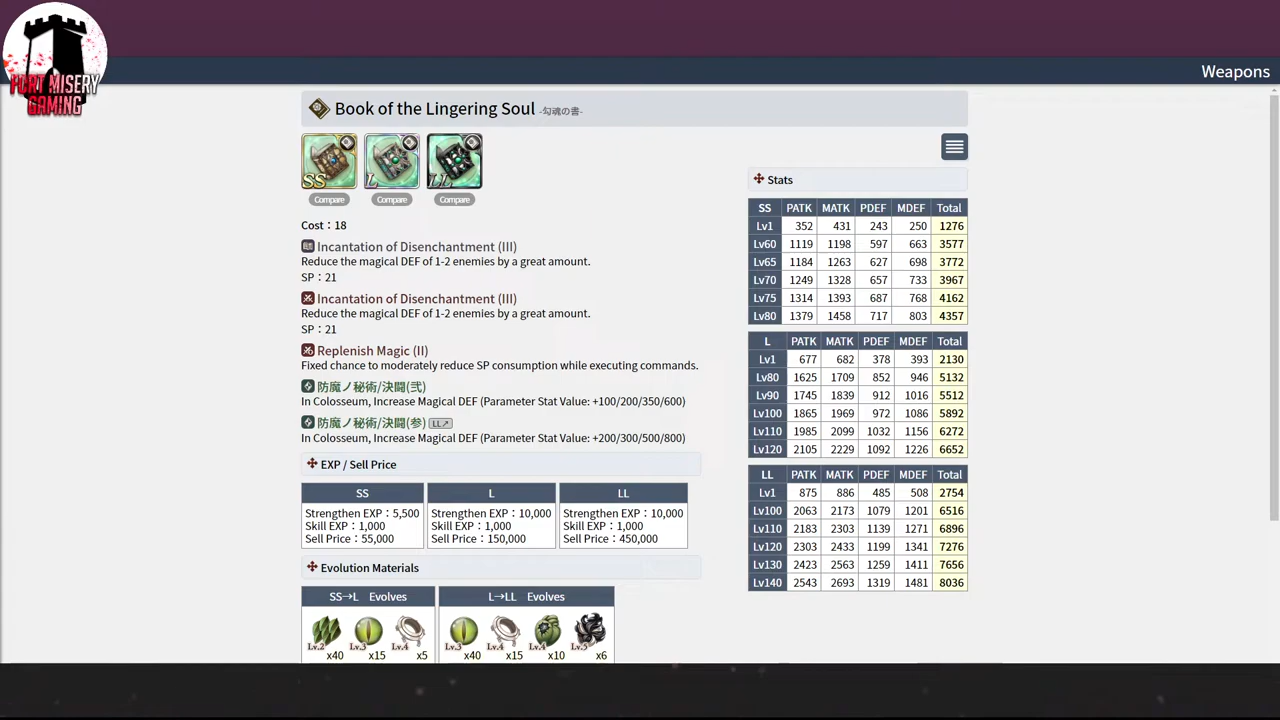 PORT MISERY
GAMING
Weapons
Book of the Lingering Soul -勾魂の書-
SS L LL
Compare Compare Compare
Cost：18
Incantation of Disenchantment (III)
Reduce the magical DEF of 1-2 enemies by a great amount.
SP：21
Incantation of Disenchantment (III)
Reduce the magical DEF of 1-2 enemies by a great amount.
SP：21
Replenish Magic (II)
Fixed chance to moderately reduce SP consumption while executing commands.
防魔ノ秘術/決闘(弐)
In Colosseum, Increase Magical DEF (Parameter Stat Value: +100/200/350/600)
防魔ノ秘術/決闘(参) LL↗
In Colosseum, Increase Magical DEF (Parameter Stat Value: +200/300/500/800)
EXP / Sell Price
SS L LL
Strengthen EXP：5,500 Strengthen EXP：10,000 Strengthen EXP：10,000
Skill EXP：1,000 Skill EXP：1,000 Skill EXP：1,000
Sell Price：55,000 Sell Price：150,000 Sell Price：450,000
Evolution Materials
SS→L Evolves L→LL Evolves
Lv.2 Lv.3 Lv.4 Lv.3 Lv.4 Lv.4 Lv.5
x40 x15 x5 x40 x15 x10 x6
Stats
SS PATK MATK PDEF MDEF Total
Lv1 352 431 243 250 1276
Lv60 1119 1198 597 663 3577
Lv65 1184 1263 627 698 3772
Lv70 1249 1328 657 733 3967
Lv75 1314 1393 687 768 4162
Lv80 1379 1458 717 803 4357
L PATK MATK PDEF MDEF Total
Lv1 677 682 378 393 2130
Lv80 1625 1709 852 946 5132
Lv90 1745 1839 912 1016 5512
Lv100 1865 1969 972 1086 5892
Lv110 1985 2099 1032 1156 6272
Lv120 2105 2229 1092 1226 6652
LL PATK MATK PDEF MDEF Total
Lv1 875 886 485 508 2754
Lv100 2063 2173 1079 1201 6516
Lv110 2183 2303 1139 1271 6896
Lv120 2303 2433 1199 1341 7276
Lv130 2423 2563 1259 1411 7656
Lv140 2543 2693 1319 1481 8036